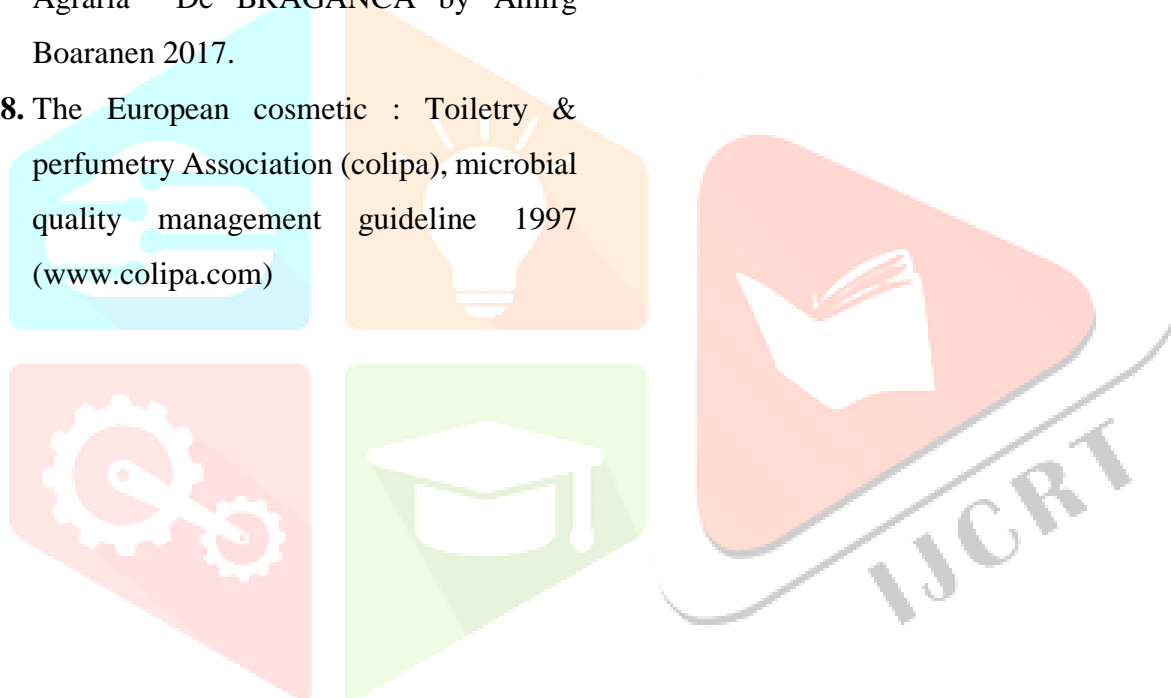 Agraria De BRAGANCA by Amirg
Boaranen 2017.
8. The European cosmetic : Toiletry &
perfumetry Association (colipa), microbial
quality management guideline 1997
(www.colipa.com)
IJCRT